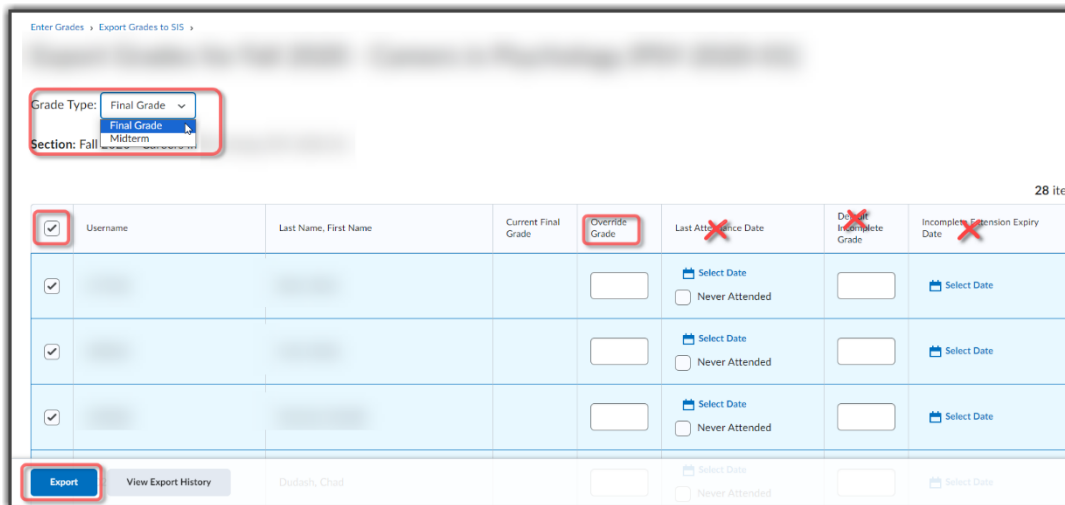 Enter Grades › Export Grades to SIS ›
Grade Type: Final Grade
Final Grade
Midterm
Section: Fall
28 ite
Username Last Name, First Name Current Final Grade Override Grade Last Attendance Date Default Incomplete Grade Incomplete Extension Expiry Date
Select Date Select Date
Never Attended
Select Date Select Date
Never Attended
Select Date Select Date
Never Attended
Export View Export History Dudash, Chad Select Date Select Date
Never Attended